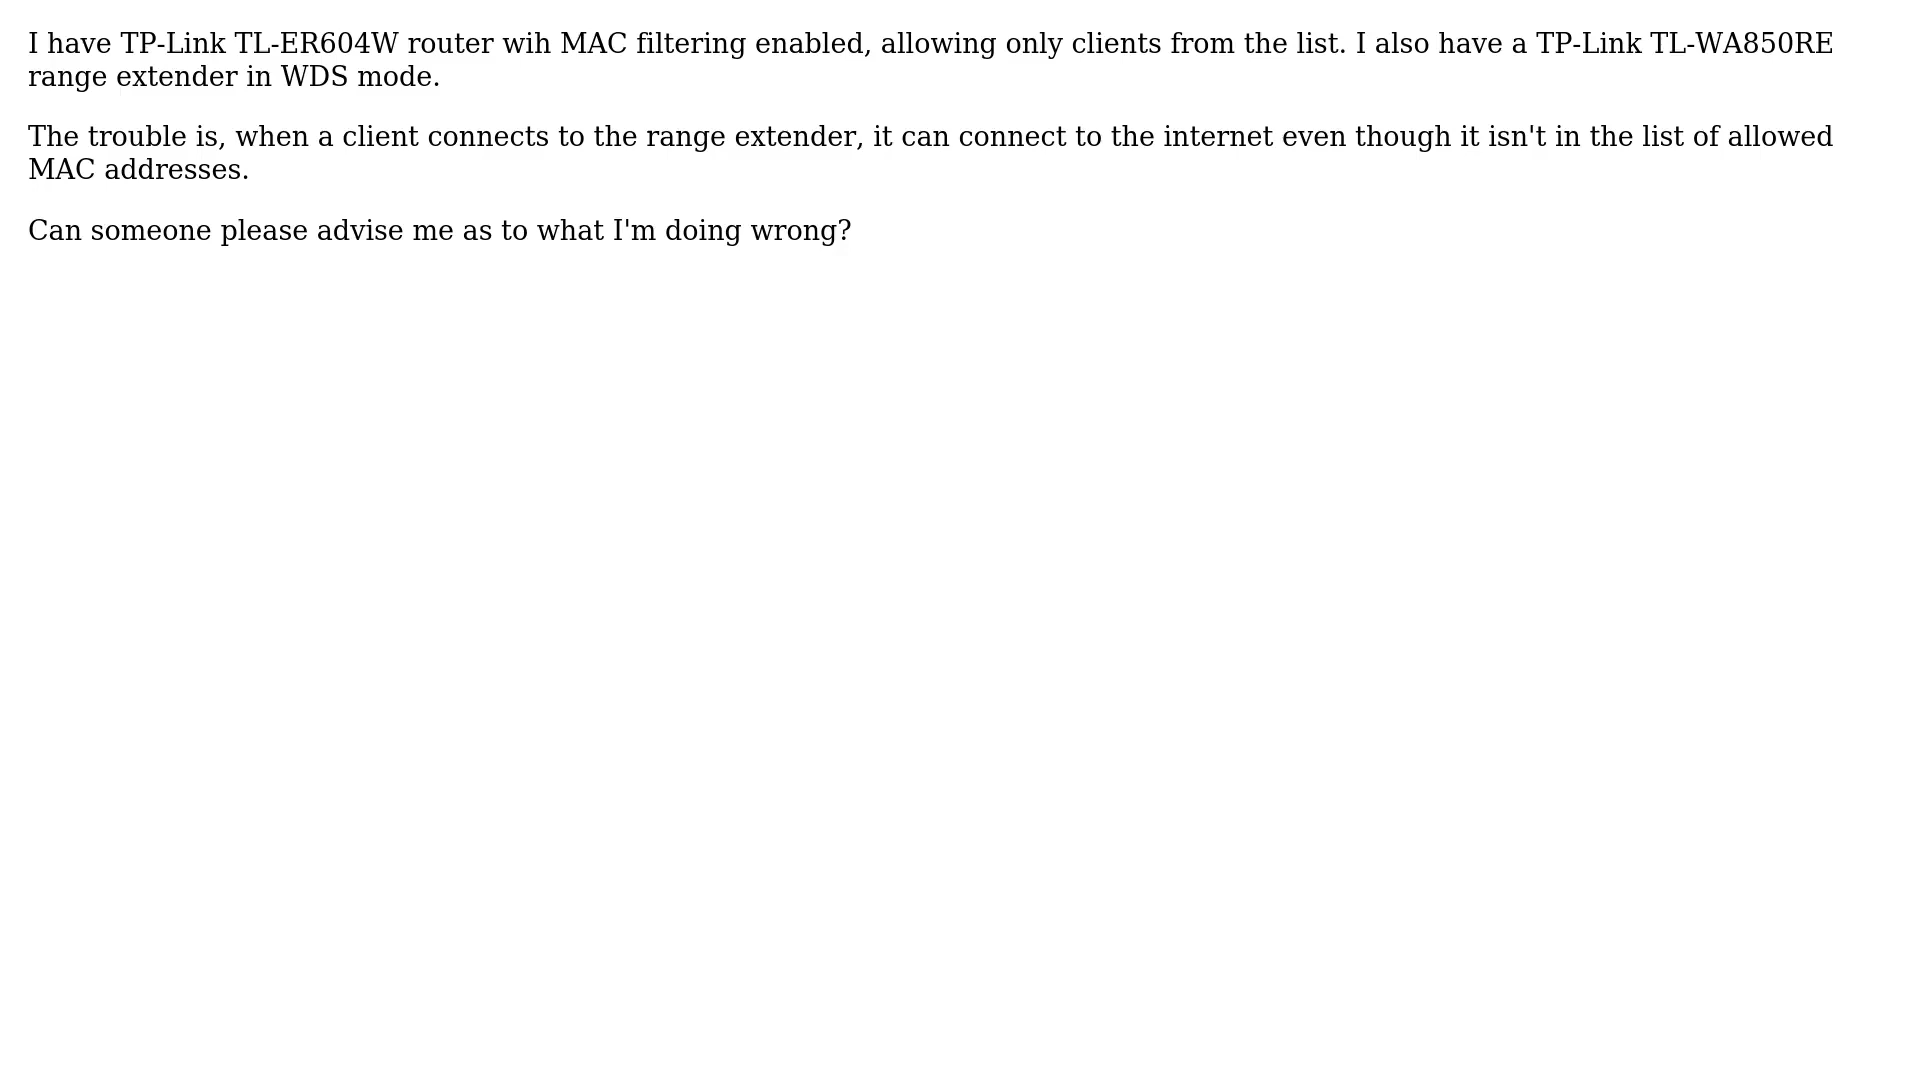 I have TP-Link TL-ER604W router wih MAC filtering enabled, allowing only clients from the list. I also have a TP-Link TL-WA850RE
range extender in WDS mode.
The trouble is, when a client connects to the range extender, it can connect to the internet even though it isn't in the list of allowed
MAC addresses.
Can someone please advise me as to what I'm doing wrong?